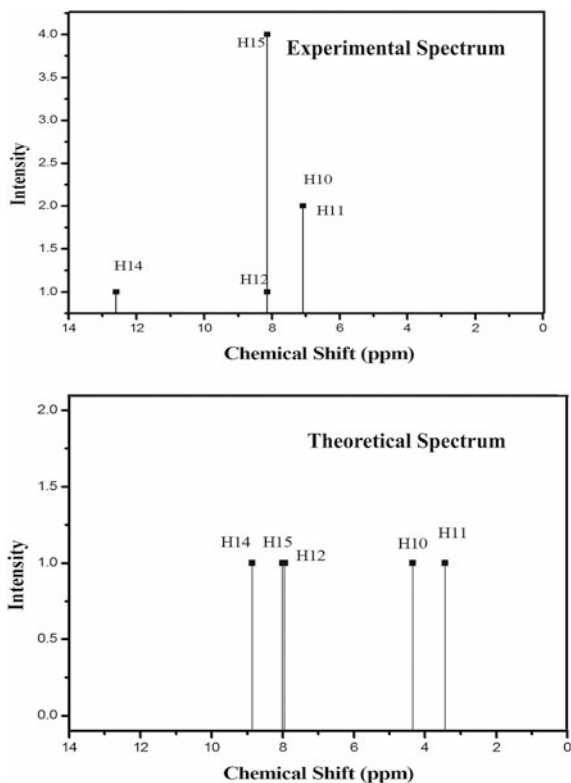 4.0
H15
Experimental Spectrum
3.5
3.0
2.5
H10
2.0
H11
1.5
H14
H12
1.0
14 12 10 8 6 4 2 0
Intensity
Chemical Shift (ppm)
2.0
Theoretical Spectrum
1.5
H14 H15 H12 H10 H11
1.0
0.5
0.0
14 12 10 8 6 4 2 0
Intensity
Chemical Shift (ppm)